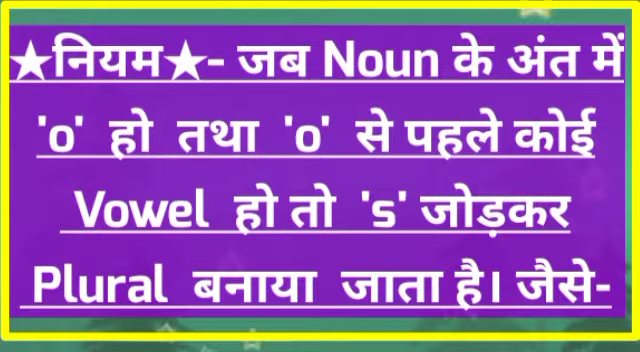 ★नियम★- जब Noun के अंत में
'o' हो तथा 'o' से पहले कोई
Vowel हो तो 's' जोड़कर
Plural बनाया जाता है। जैसे-